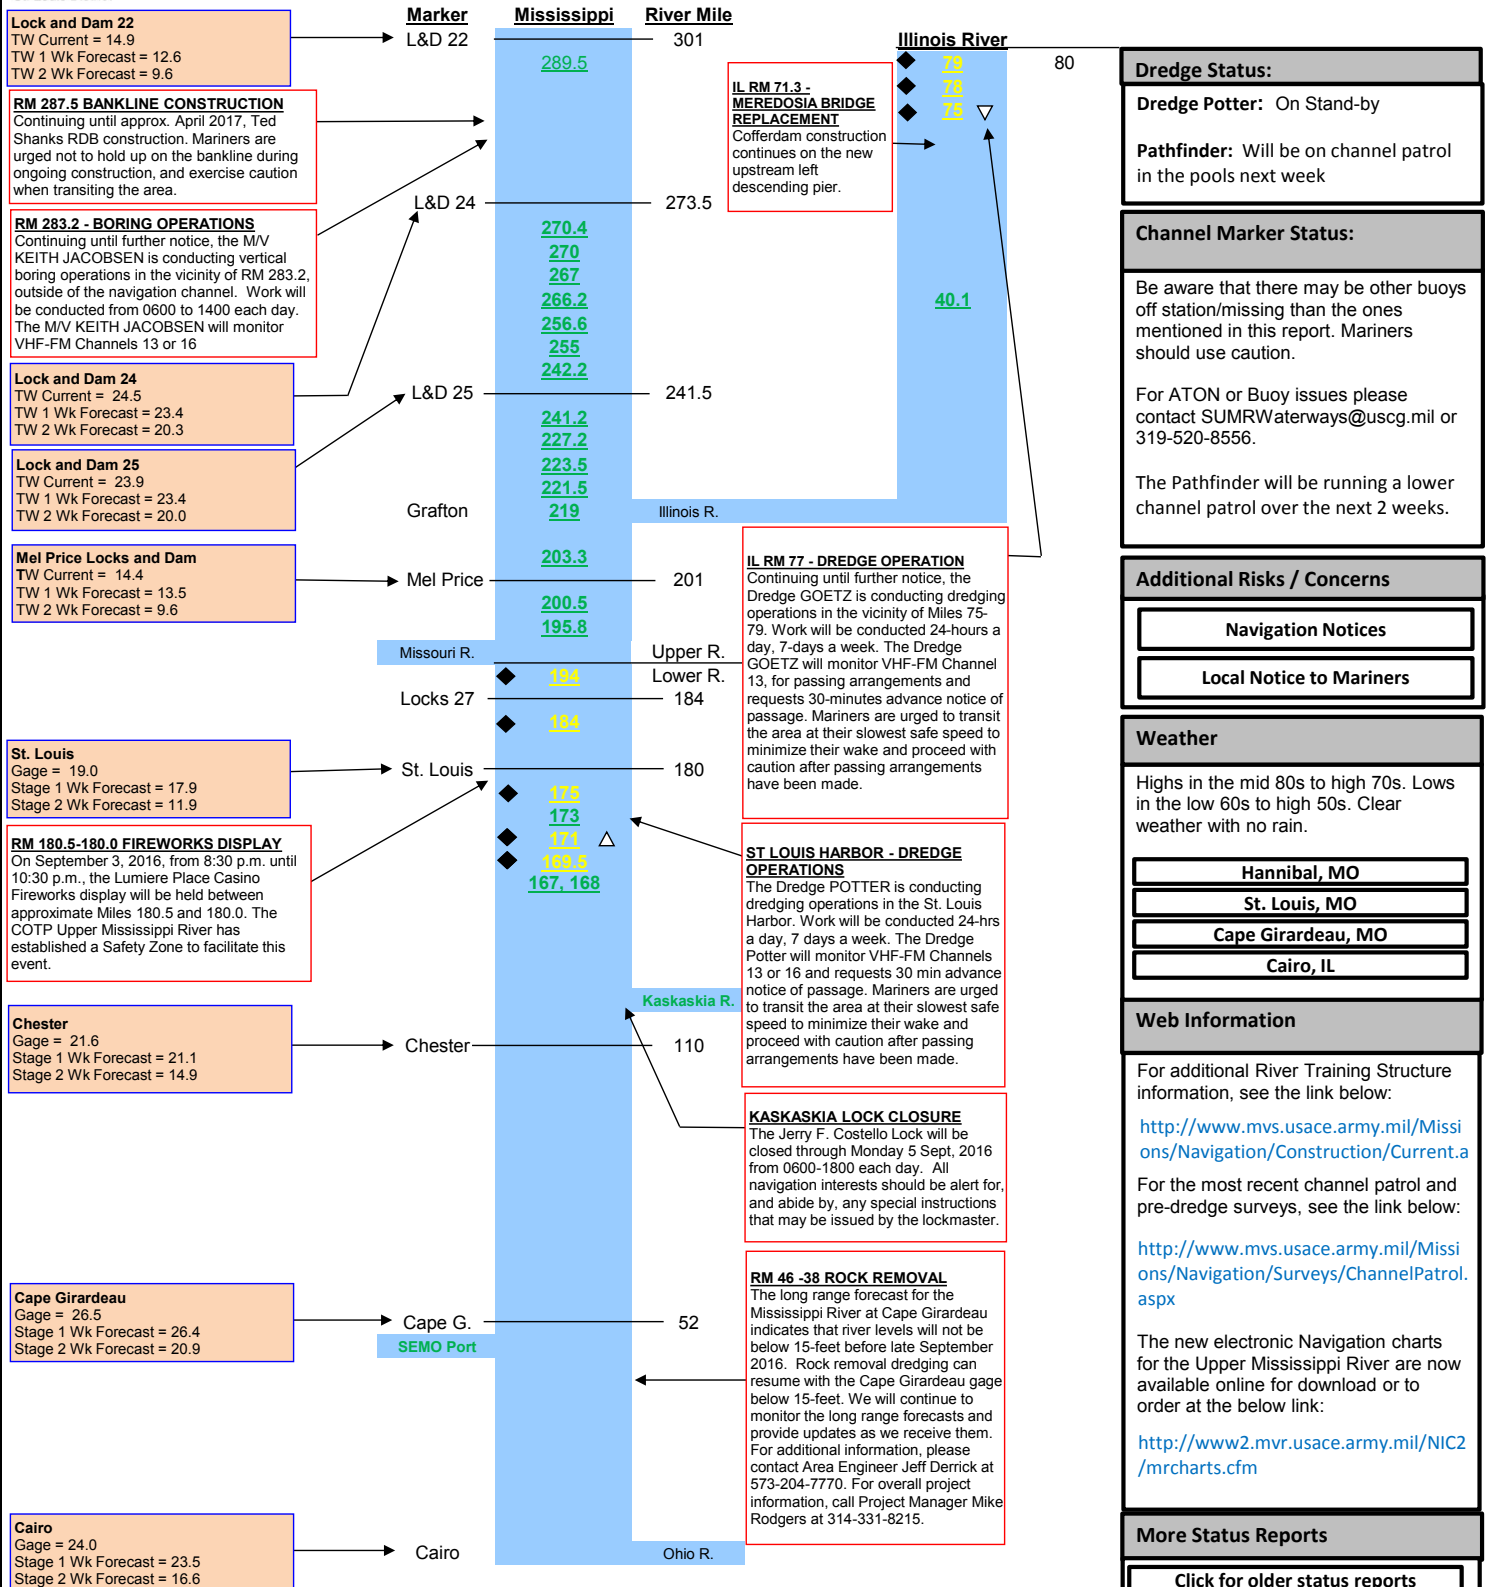 Marker
Mississippi
River Mile
Lock and Dam 22
TW Current = 14.9
TW 1 Wk Forecast = 12.6
TW 2 Wk Forecast = 9.6
L&D 22
301
289.5
RM 287.5 BANKLINE CONSTRUCTION
Continuing until approx. April 2017, Ted
Shanks RDB construction. Mariners are
urged not to hold up on the bankline during
ongoing construction, and exercise caution
when transiting the area.
RM 283.2 - BORING OPERATIONS
Continuing until further notice, the M/V
KEITH JACOBSEN is conducting vertical
boring operations in the vicinity of RM 283.2,
outside of the navigation channel. Work will
be conducted from 0600 to 1400 each day.
The M/V KEITH JACOBSEN will monitor
VHF-FM Channels 13 or 16
L&D 24
273.5
270.4
270
267
266.2
256.6
255
242.2
Lock and Dam 24
TW Current = 24.5
TW 1 Wk Forecast = 23.4
TW 2 Wk Forecast = 20.3
L&D 25
241.5
241.2
227.2
223.5
221.5
219
Lock and Dam 25
TW Current = 23.9
TW 1 Wk Forecast = 23.4
TW 2 Wk Forecast = 20.0
Grafton
Illinois R.
203.3
Mel Price Locks and Dam
TW Current = 14.4
TW 1 Wk Forecast = 13.5
TW 2 Wk Forecast = 9.6
Mel Price
201
200.5
195.8
Missouri R.
Upper R.
Lower R.
194
Locks 27
184
184
St. Louis
Gage = 19.0
Stage 1 Wk Forecast = 17.9
Stage 2 Wk Forecast = 11.9
St. Louis
180
175
173
171
169.5
167, 168
RM 180.5-180.0 FIREWORKS DISPLAY
On September 3, 2016, from 8:30 p.m. until
10:30 p.m., the Lumiere Place Casino
Fireworks display will be held between
approximate Miles 180.5 and 180.0. The
COTP Upper Mississippi River has
established a Safety Zone to facilitate this
event.
Kaskaskia R.
Chester
Gage = 21.6
Stage 1 Wk Forecast = 21.1
Stage 2 Wk Forecast = 14.9
Chester
110
Cape Girardeau
Gage = 26.5
Stage 1 Wk Forecast = 26.4
Stage 2 Wk Forecast = 20.9
Cape G.
52
SEMO Port
Cairo
Gage = 24.0
Stage 1 Wk Forecast = 23.5
Stage 2 Wk Forecast = 16.6
Cairo
Ohio R.
Illinois River
80
79
78
75
40.1
IL RM 71.3 -
MEREDOSIA BRIDGE
REPLACEMENT
Cofferdam construction
continues on the new
upstream left
descending pier.
IL RM 77 - DREDGE OPERATION
Continuing until further notice, the
Dredge GOETZ is conducting dredging
operations in the vicinity of Miles 75-
79. Work will be conducted 24-hours a
day, 7-days a week. The Dredge
GOETZ will monitor VHF-FM Channel
13, for passing arrangements and
requests 30-minutes advance notice of
passage. Mariners are urged to transit
the area at their slowest safe speed to
minimize their wake and proceed with
caution after passing arrangements
have been made.
ST LOUIS HARBOR - DREDGE
OPERATIONS
The Dredge POTTER is conducting
dredging operations in the St. Louis
Harbor. Work will be conducted 24-hrs
a day, 7 days a week. The Dredge
Potter will monitor VHF-FM Channels
13 or 16 and requests 30 min advance
notice of passage. Mariners are urged
to transit the area at their slowest safe
speed to minimize their wake and
proceed with caution after passing
arrangements have been made.
KASKASKIA LOCK CLOSURE
The Jerry F. Costello Lock will be
closed through Monday 5 Sept, 2016
from 0600-1800 each day. All
navigation interests should be alert for,
and abide by, any special instructions
that may be issued by the lockmaster.
RM 46 -38 ROCK REMOVAL
The long range forecast for the
Mississippi River at Cape Girardeau
indicates that river levels will not be
below 15-feet before late September
2016. Rock removal dredging can
resume with the Cape Girardeau gage
below 15-feet. We will continue to
monitor the long range forecasts and
provide updates as we receive them.
For additional information, please
contact Area Engineer Jeff Derrick at
573-204-7770. For overall project
information, call Project Manager Mike
Rodgers at 314-331-8215.
Dredge Status:
Dredge Potter: On Stand-by
Pathfinder: Will be on channel patrol
in the pools next week
Channel Marker Status:
Be aware that there may be other buoys
off station/missing than the ones
mentioned in this report. Mariners
should use caution.
For ATON or Buoy issues please
contact SUMRWaterways@uscg.mil or
319-520-8556.
The Pathfinder will be running a lower
channel patrol over the next 2 weeks.
Additional Risks / Concerns
Navigation Notices
Local Notice to Mariners
Weather
Highs in the mid 80s to high 70s. Lows
in the low 60s to high 50s. Clear
weather with no rain.
Hannibal, MO
St. Louis, MO
Cape Girardeau, MO
Cairo, IL
Web Information
For additional River Training Structure
information, see the link below:
http://www.mvs.usace.army.mil/Missi
ons/Navigation/Construction/Current.a
For the most recent channel patrol and
pre-dredge surveys, see the link below:
http://www.mvs.usace.army.mil/Missi
ons/Navigation/Surveys/ChannelPatrol.
aspx
The new electronic Navigation charts
for the Upper Mississippi River are now
available online for download or to
order at the below link:
http://www2.mvr.usace.army.mil/NIC2
/mrcharts.cfm
More Status Reports
Click for older status reports